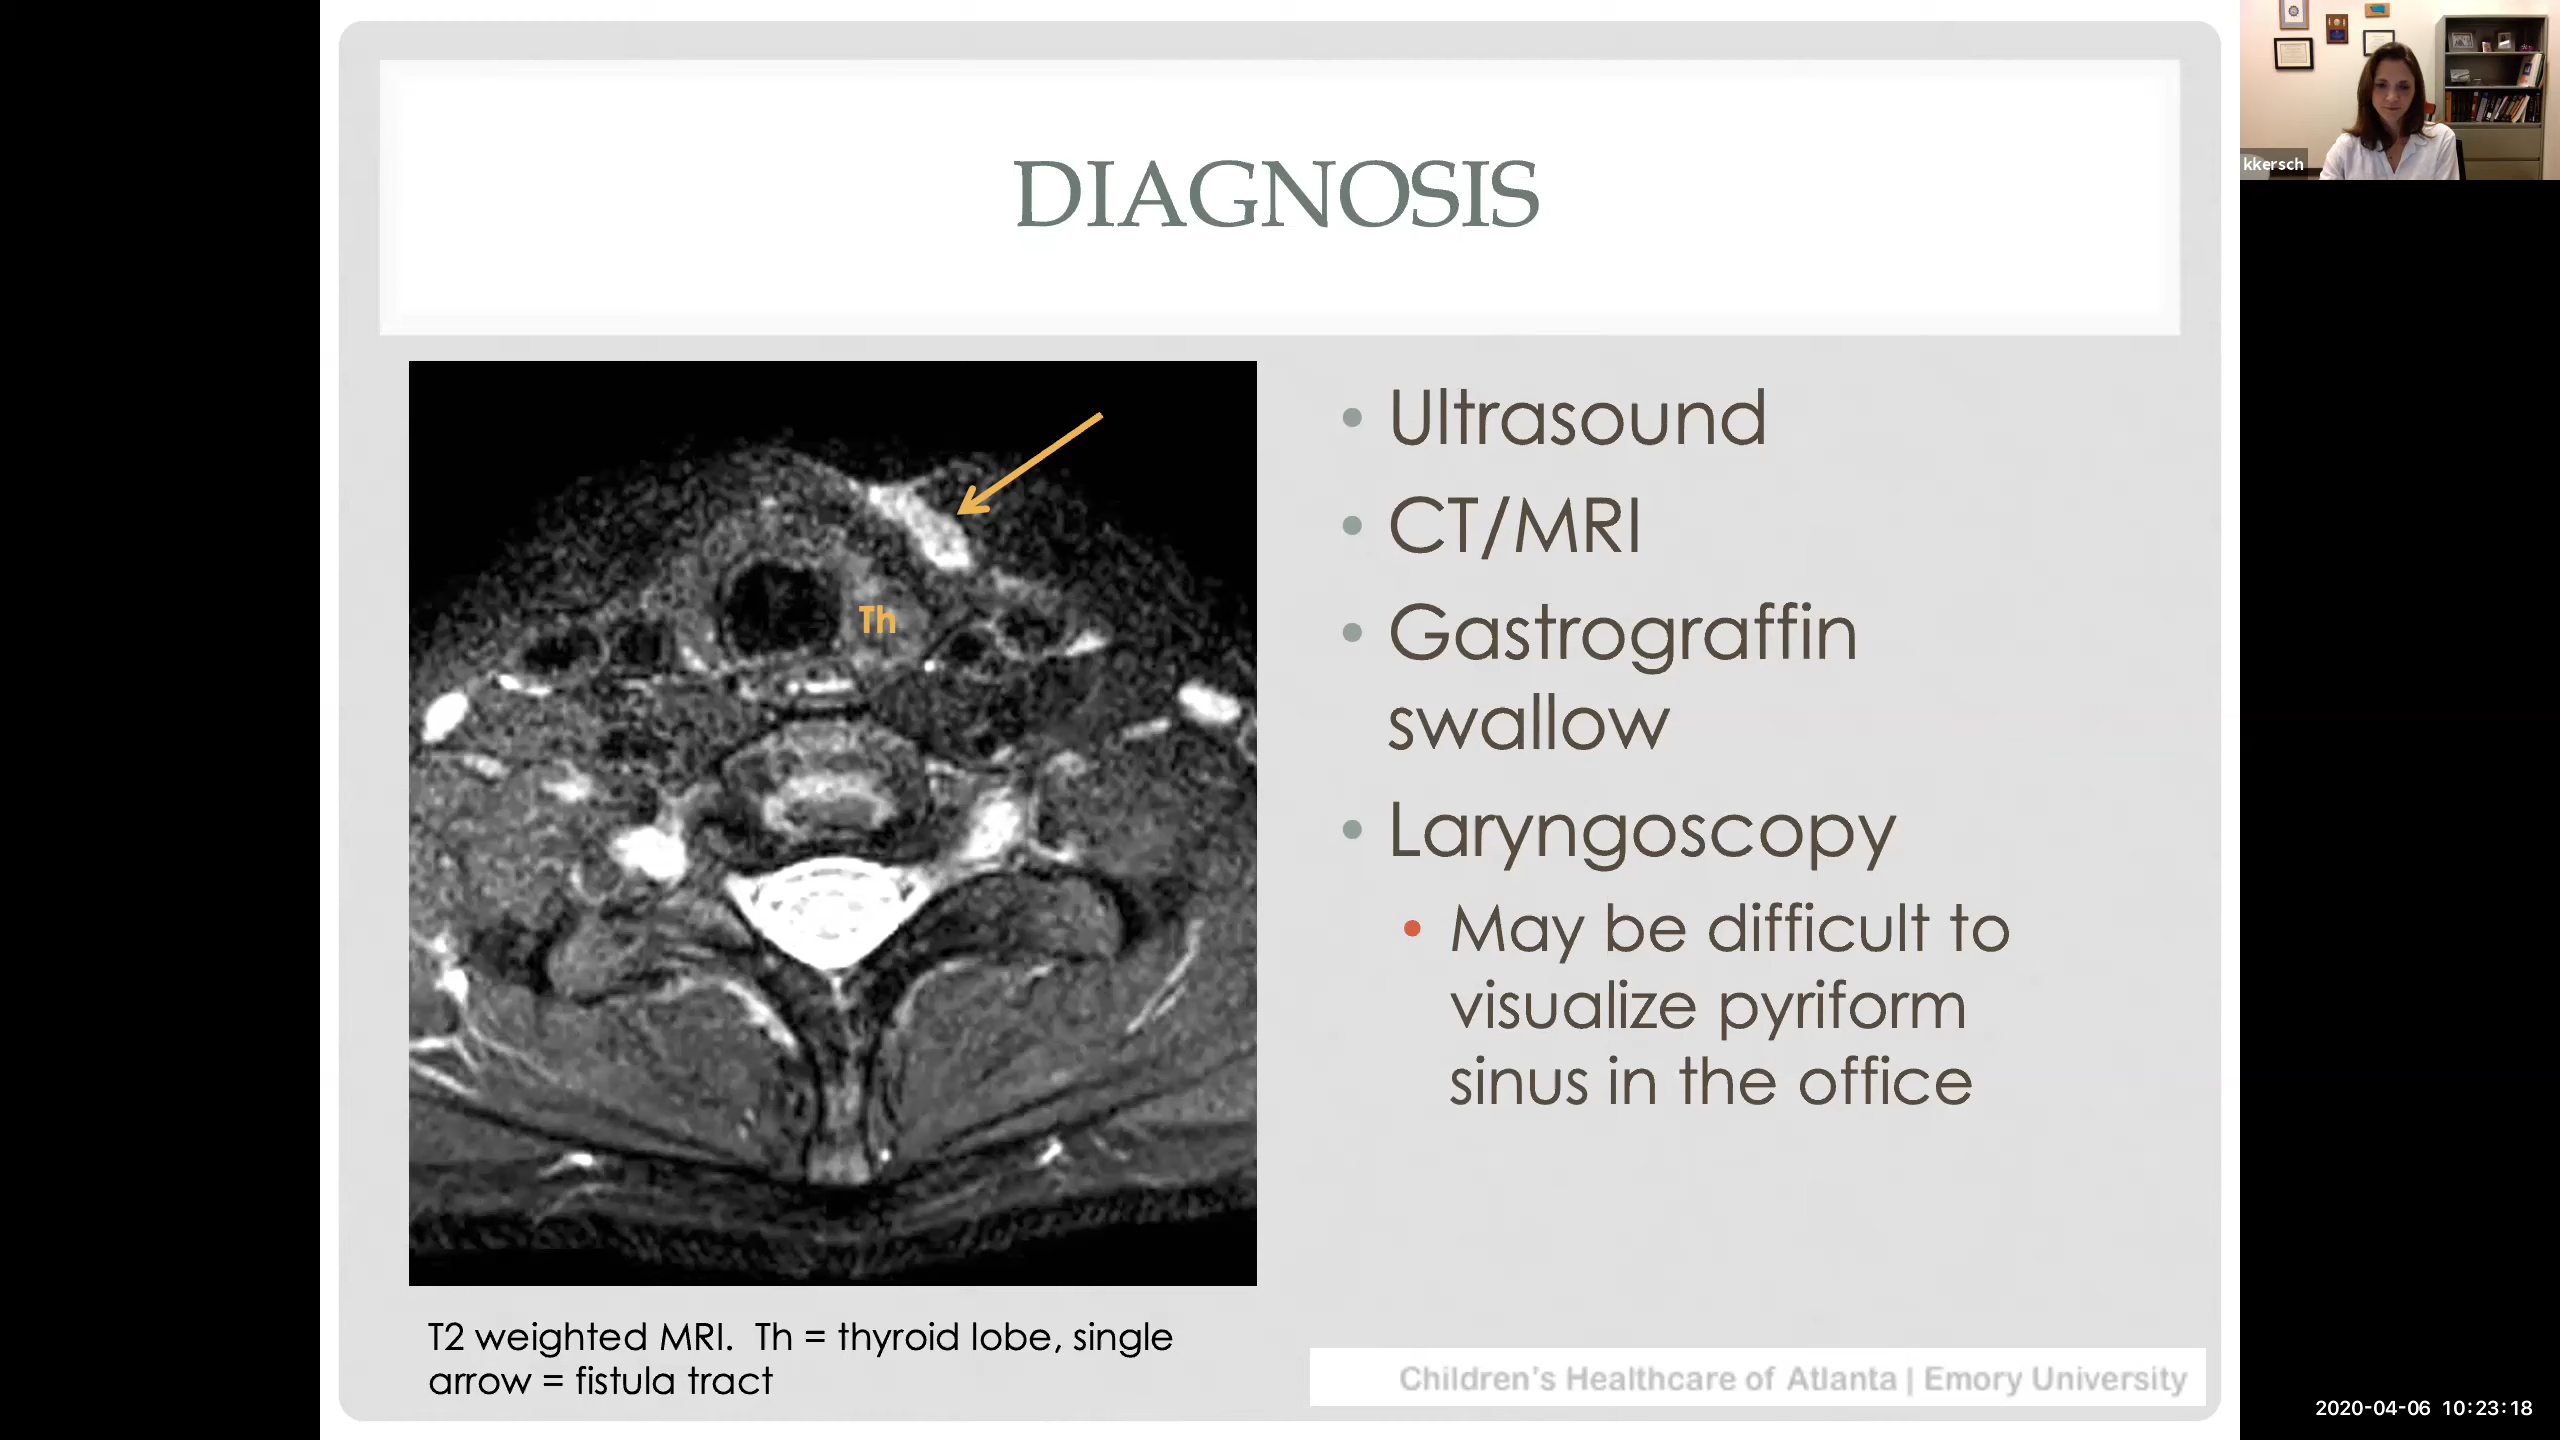 DIAGNOSIS
kkersch
Th
• Ultrasound
• CT/MRI
• Gastrograffin
swallow
• Laryngoscopy
• May be difficult to
visualize pyriform
sinus in the office
T2 weighted MRI.  Th = thyroid lobe, single
arrow = fistula tract
Children's Healthcare of Atlanta | Emory University
2020-04-06 10:23:18